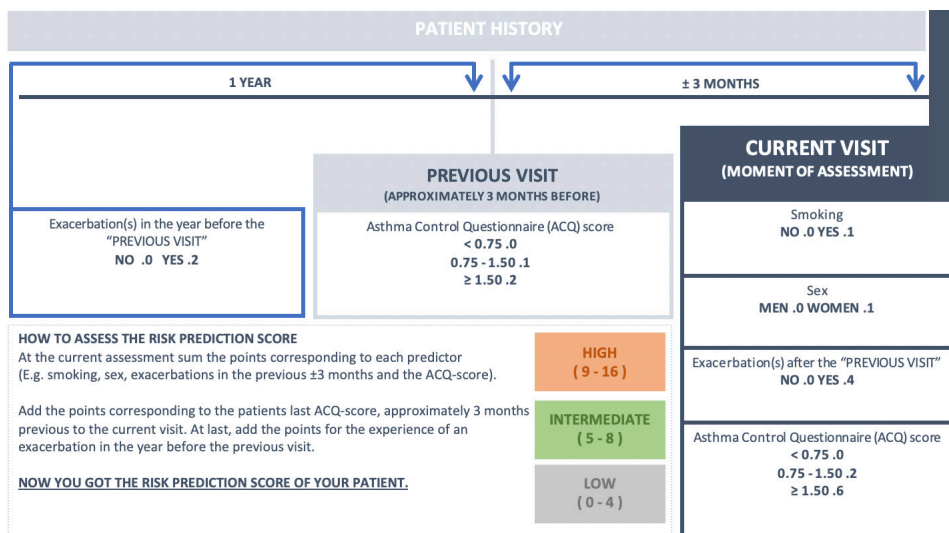 PATIENT HISTORY
1 YEAR
± 3 MONTHS
PREVIOUS VISIT
(APPROXIMATELY 3 MONTHS BEFORE)
CURRENT VISIT
(MOMENT OF ASSESSMENT)
Exacerbation(s) in the year before the
“PREVIOUS VISIT”
NO .0 YES .2
Asthma Control Questionnaire (ACQ) score
< 0.75 .0
0.75 - 1.50 .1
≥ 1.50 .2
Smoking
NO .0 YES .1
Sex
MEN .0 WOMEN .1
Exacerbation(s) after the “PREVIOUS VISIT”
NO .0 YES .4
Asthma Control Questionnaire (ACQ) score
< 0.75 .0
0.75 - 1.50 .2
≥ 1.50 .6
HOW TO ASSESS THE RISK PREDICTION SCORE
At the current assessment sum the points corresponding to each predictor
(E.g. smoking, sex, exacerbations in the previous ±3 months and the ACQ-score).
Add the points corresponding to the patients last ACQ-score, approximately 3 months
previous to the current visit. At last, add the points for the experience of an
exacerbation in the year before the previous visit.
NOW YOU GOT THE RISK PREDICTION SCORE OF YOUR PATIENT.
HIGH
( 9 - 16 )
INTERMEDIATE
( 5 - 8 )
LOW
( 0 - 4 )